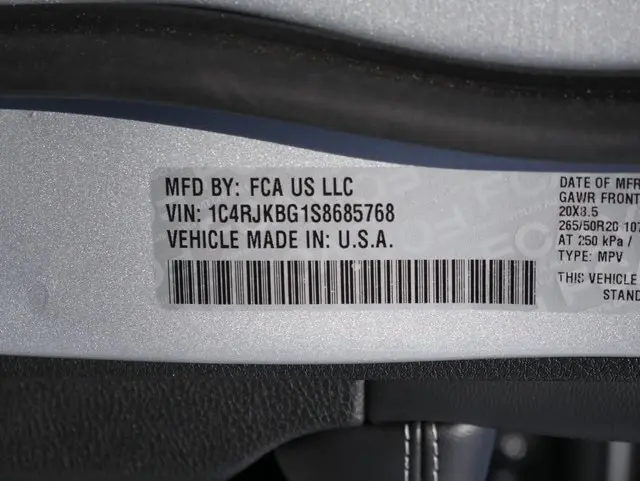 MFD BY: FCA US LLC
VIN: 1C4RJKBG1S8685768
VEHICLE MADE IN: U.S.A.
DATE OF MFR
GAWR FRONT
20X8.5
265/50R20 107
AT 250 kPa /
TYPE: MPV
THIS VEHICLE
STAND